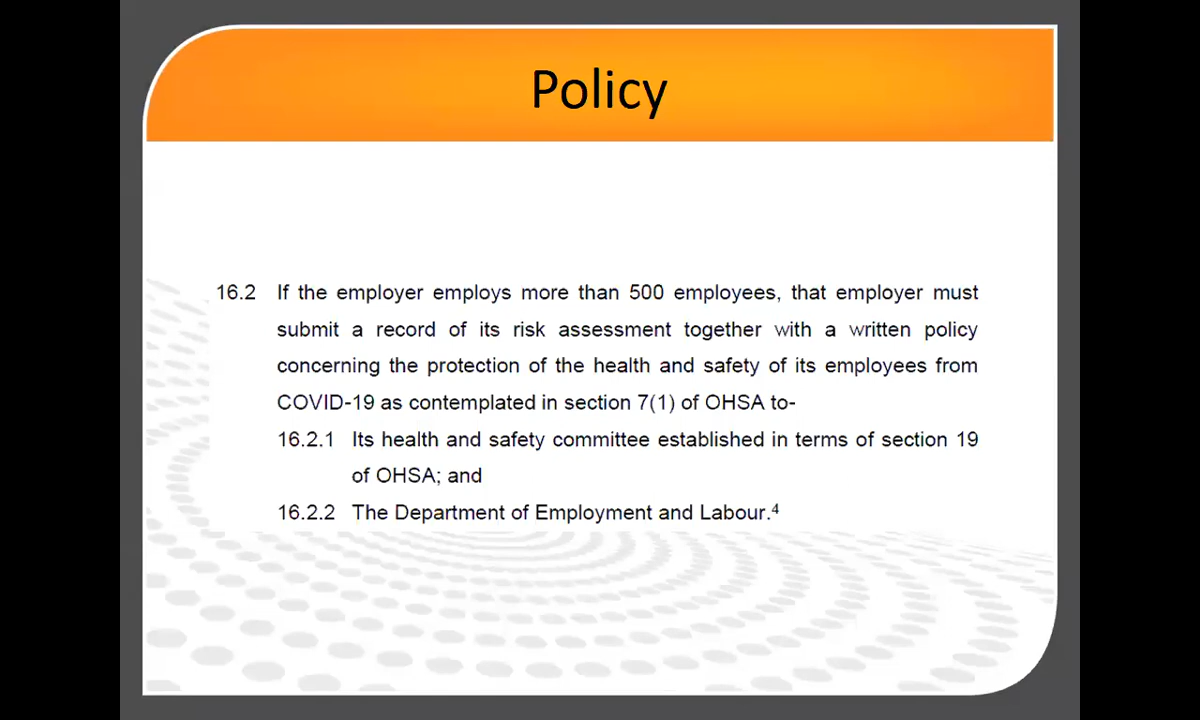 Policy
16.2 If the employer employs more than 500 employees, that employer must
submit a record of its risk assessment together with a written policy
concerning the protection of the health and safety of its employees from
COVID-19 as contemplated in section 7(1) of OHSA to-
16.2.1 Its health and safety committee established in terms of section 19
of OHSA; and
16.2.2 The Department of Employment and Labour.⁴